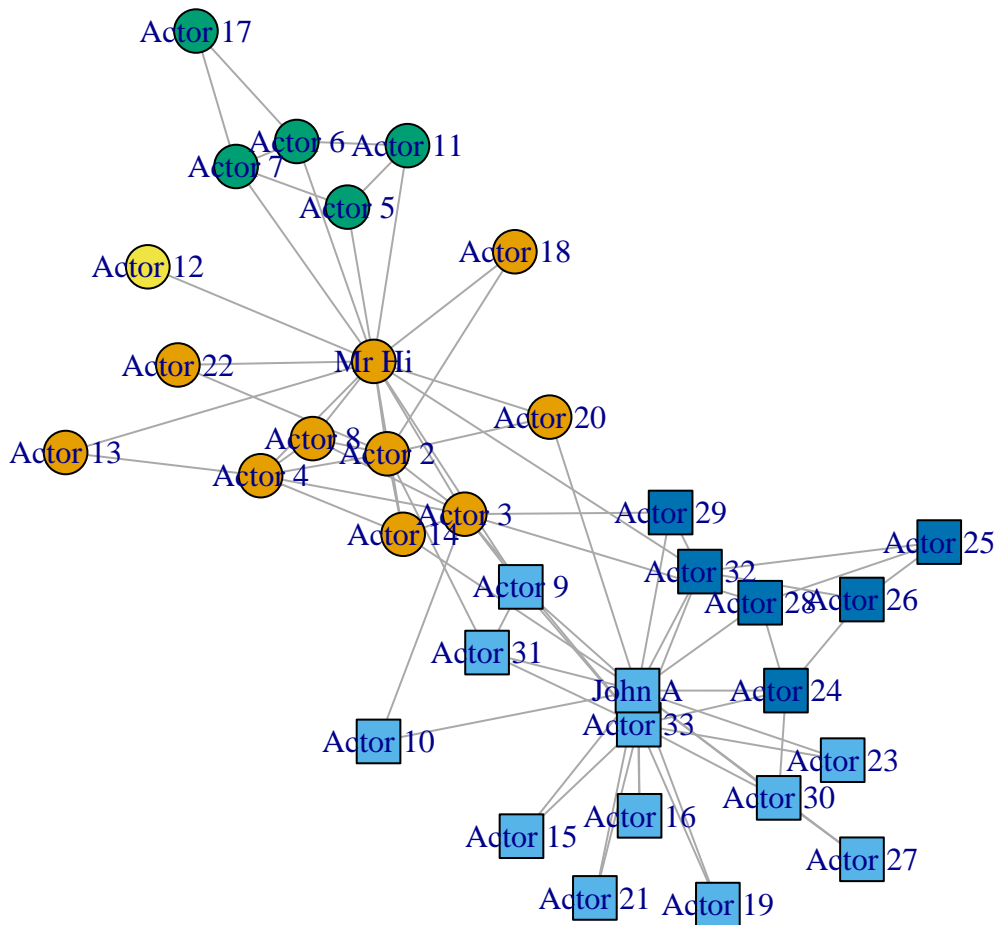 Actor 17
Actor 6
Actor 11
Actor 7
Actor 5
Actor 18
Actor 12
Mr Hi
Actor 22
Actor 20
Actor 8
Actor 13
Actor 2
Actor 4
Actor 3
Actor 29
Actor 14
Actor 25
Actor 32
Actor 9
Actor 28
Actor 26
Actor 31
John A
Actor 24
Actor 33
Actor 10
Actor 23
Actor 30
Actor 16
Actor 15
Actor 27
Actor 21
Actor 19